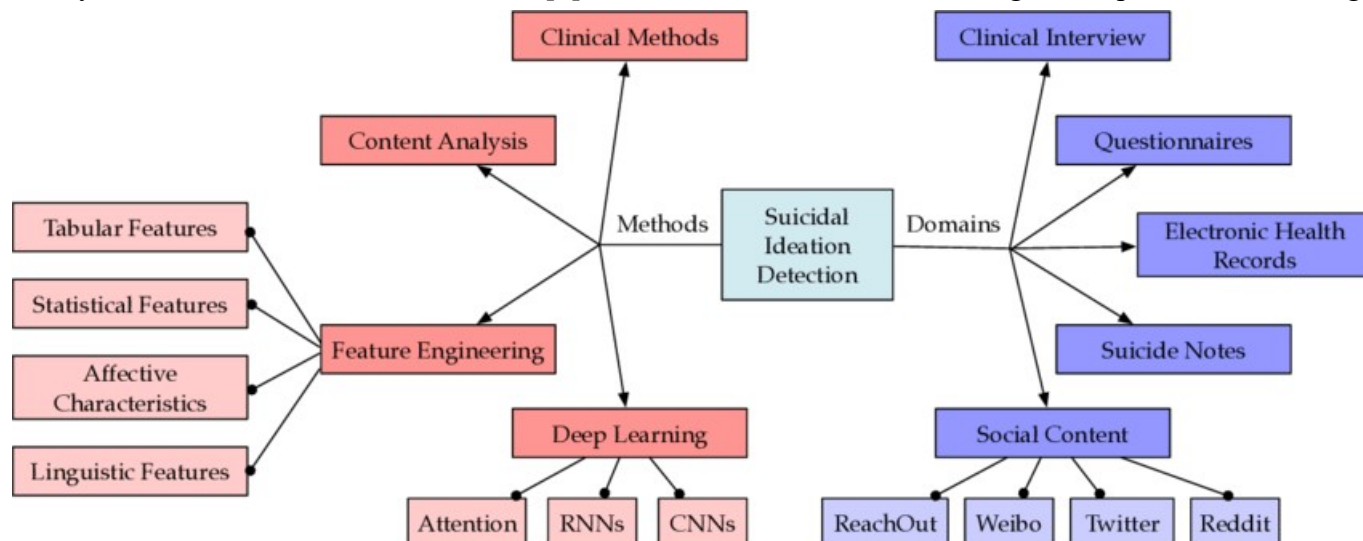 Clinical Methods
Clinical Interview
Content Analysis
Questionnaires
Tabular Features
Methods
Suicidal
Ideation
Detection
Domains
Electronic Health
Records
Statistical Features
Feature Engineering
Suicide Notes
Affective
Characteristics
Deep Learning
Social Content
Linguistic Features
Attention
RNNs
CNNs
ReachOut
Weibo
Twitter
Reddit